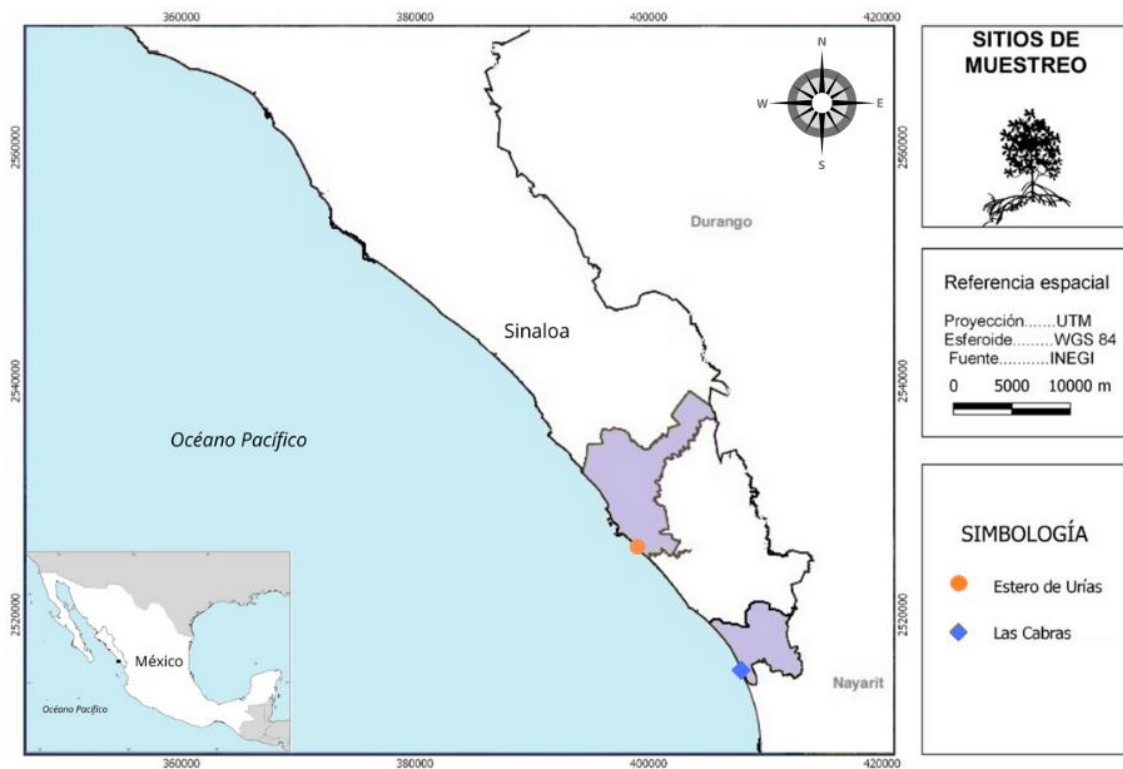 360000
380000
400000
420000
N
W
E
S
2560000
2560000
Durango
Sinaloa
2540000
2540000
Océano Pacífico
2520000
2520000
Nayarit
México
Océano Pacífico
360000
380000
400000
420000
SITIOS DE
MUESTREO
Referencia espacial
Proyección.......UTM
Esferoide..........WGS 84
Fuente...........INEGI
0 5000 10000 m
SIMBOLOGÍA
Estero de Urías
Las Cabras